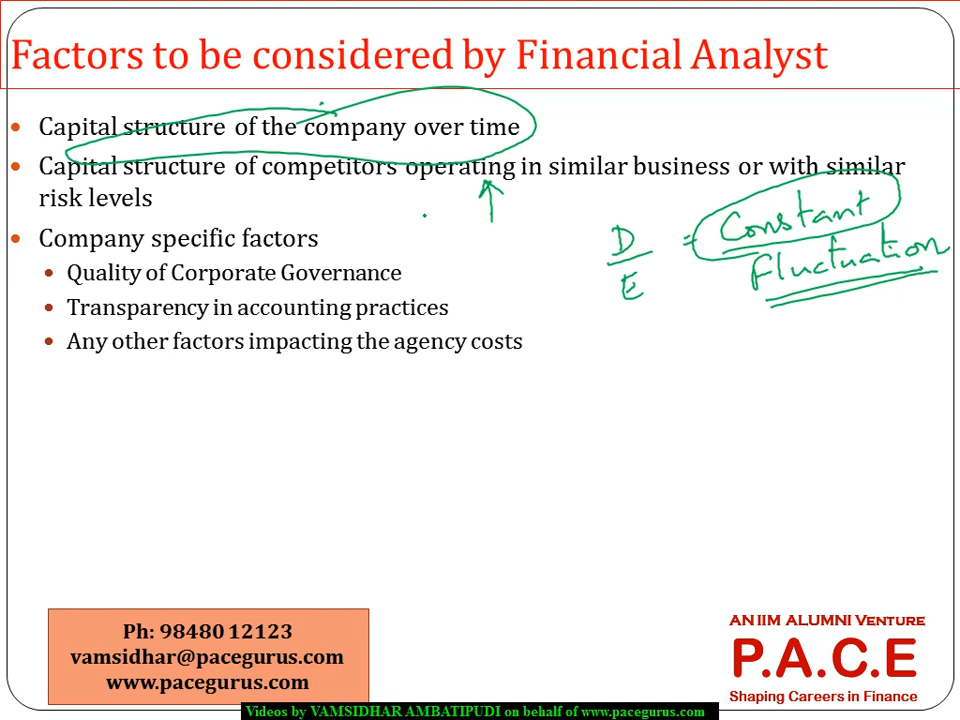 Factors to be considered by Financial Analyst
• Capital structure of the company over time
• Capital structure of competitors operating in similar business or with similar
risk levels
• Company specific factors
• Quality of Corporate Governance
• Transparency in accounting practices
• Any other factors impacting the agency costs
D
E
= Constant
Fluctuation
Ph: 98480 12123
vamsidhar@pacegurus.com
www.pacegurus.com
AN IIM ALUMNI VENTURE
P.A.C.E
Shaping Careers in Finance
Videos by VAMSIDHAR AMBATIPUDI on behalf of www.pacegurus.com